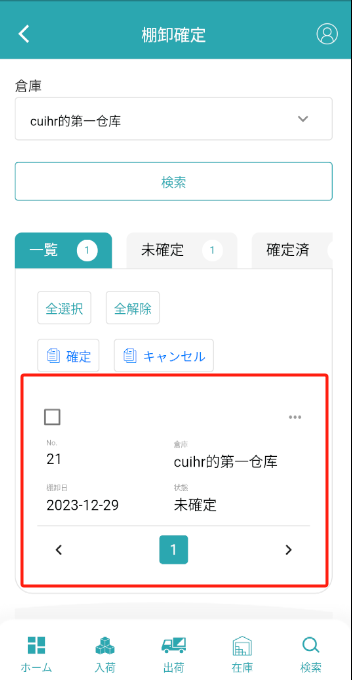 棚卸確定
倉庫
cuihr的第一仓库
検索
一覧 1 未確定 1 確定済
全選択 全解除
確定 キャンセル
No. 倉庫
21 cuihr的第一仓库
棚卸日 状態
2023-12-29 未確定
1
ホーム 入荷 出荷 在庫 検索